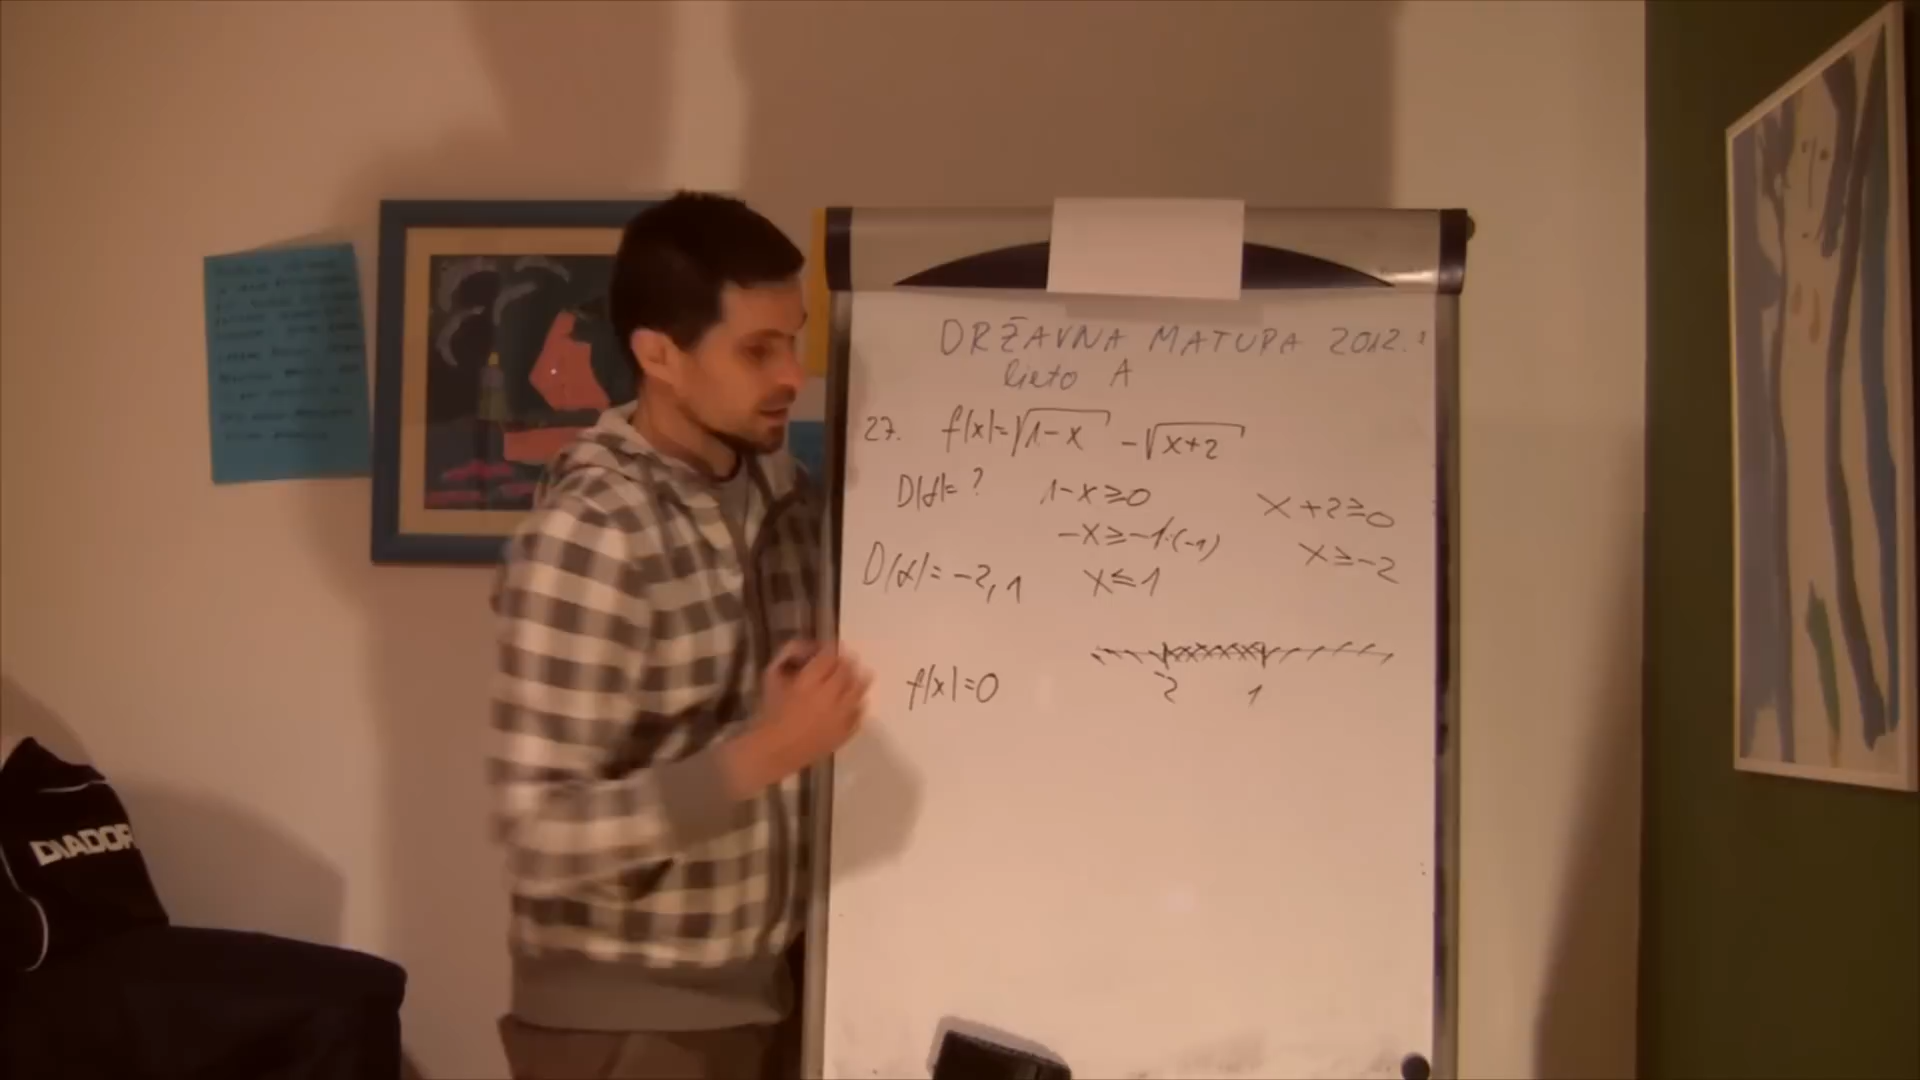 DRŽAVNA MATURA 2012.
ljeto A
27. f(x)=√1-x - √x+2
D(f)=? 1-x≥0 x+2≥0
-x≥-1·(-1) x≥-2
D(f)=-2,1 x≤1
-2 1
f(x)=0
DIADOR